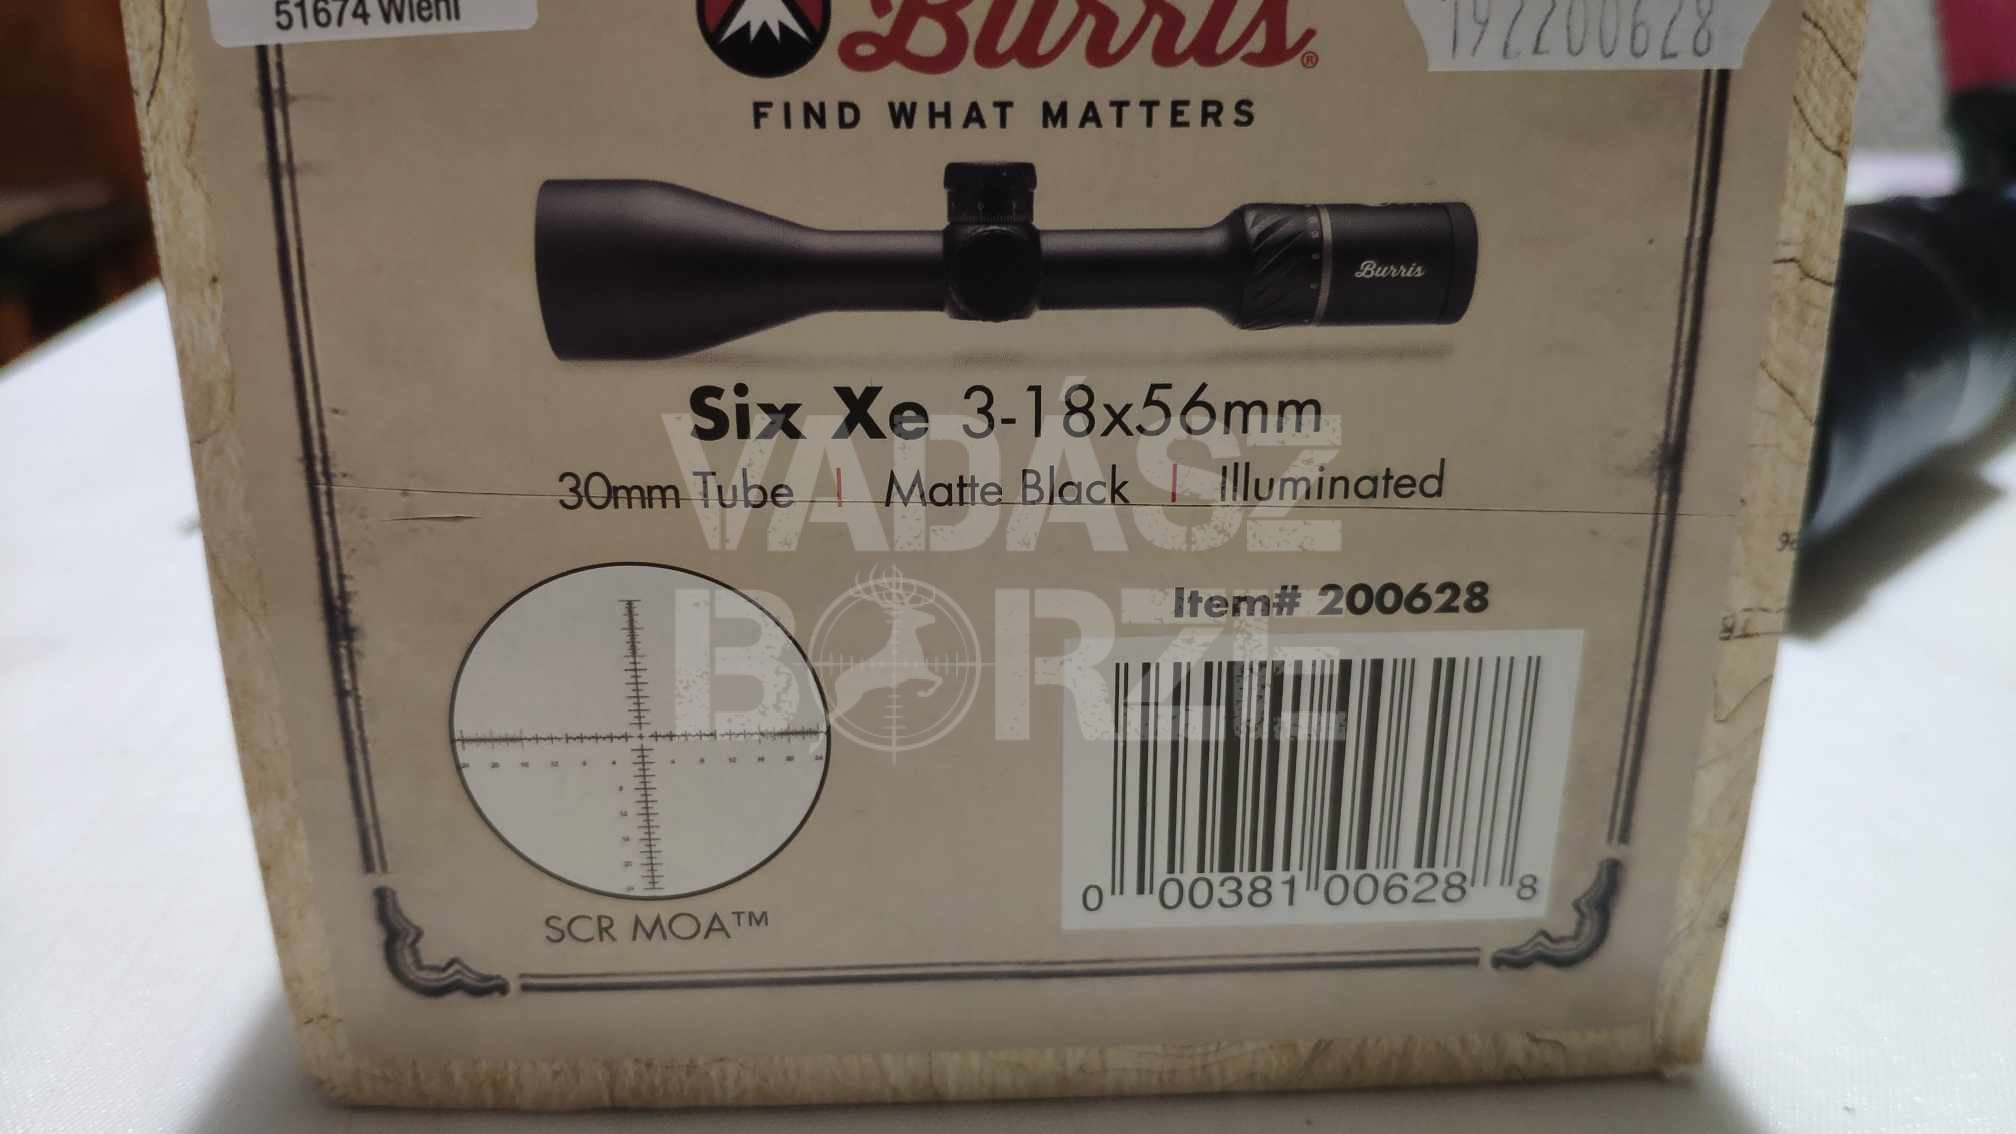 51674 Wiehl
Burris®
192200628
FIND WHAT MATTERS
Burris
Six Xe 3-18x56mm
30mm Tube | Matte Black | Illuminated
VADÁSZ
BÖRZE
Item# 200628
0 00381 00628 8
SCR MOA™